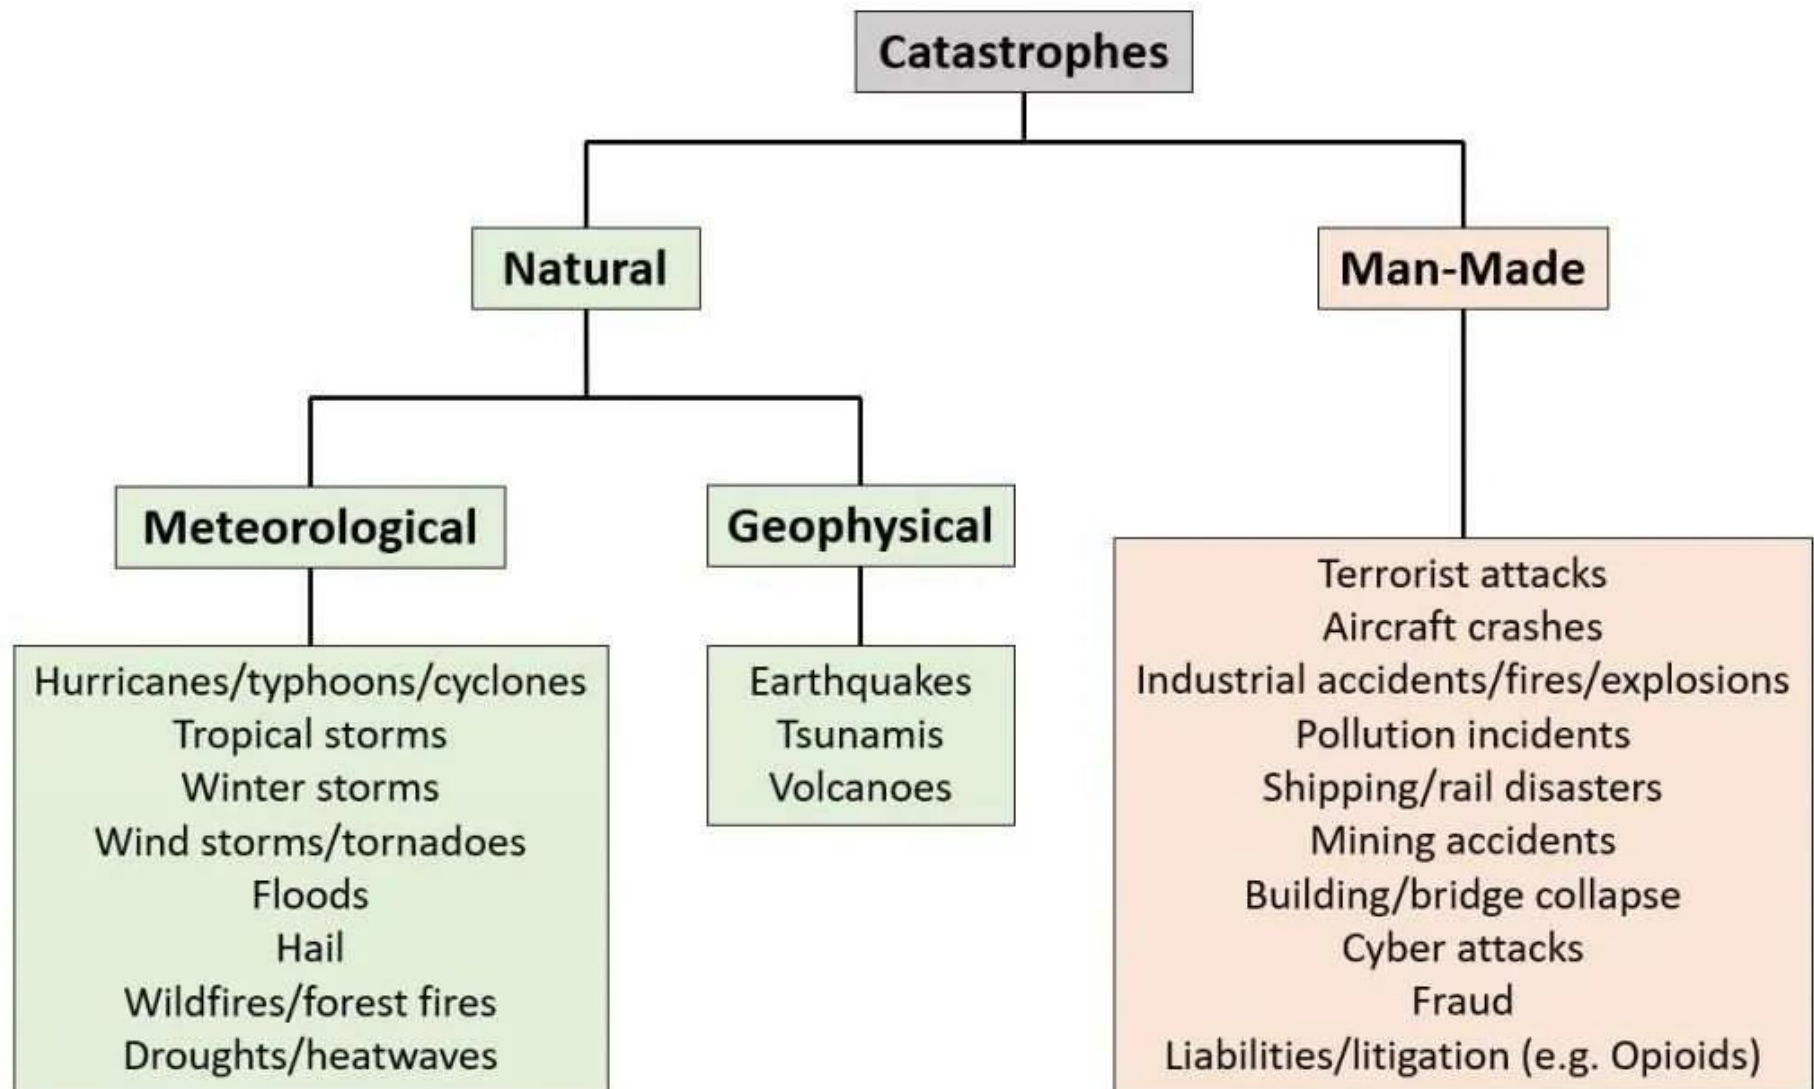 Catastrophes
Natural
Man-Made
Meteorological
Geophysical
Hurricanes/typhoons/cyclones
Tropical storms
Winter storms
Wind storms/tornadoes
Floods
Hail
Wildfires/forest fires
Droughts/heatwaves
Earthquakes
Tsunamis
Volcanoes
Terrorist attacks
Aircraft crashes
Industrial accidents/fires/explosions
Pollution incidents
Shipping/rail disasters
Mining accidents
Building/bridge collapse
Cyber attacks
Fraud
Liabilities/litigation (e.g. Opioids)